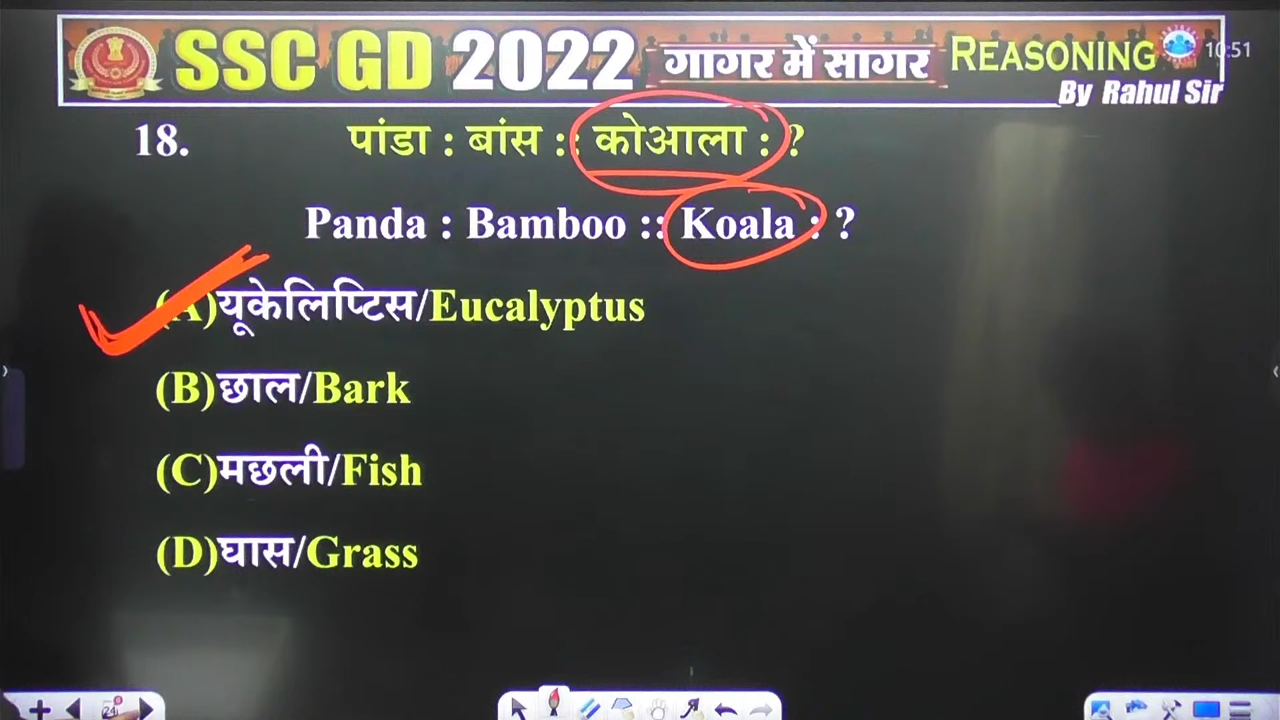 SSC GD 2022 गागर में सागर REASONING
10:51
By Rahul Sir
18. पांडा : बांस :: कोआला : ?
Panda : Bamboo :: Koala : ?
(A)यूकेलिप्टिस/Eucalyptus
(B)छाल/Bark
(C)मछली/Fish
(D)घास/Grass